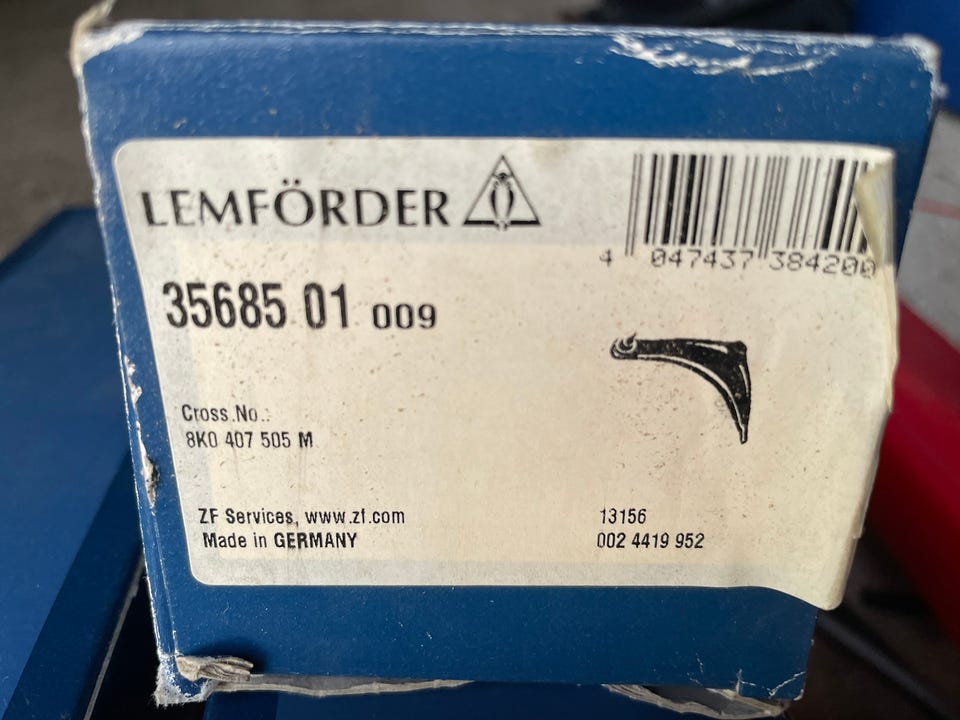 LEMFÖRDER
4 047437 384200
35685 01 009
Cross.No.:
8K0 407 505 M
ZF Services, www.zf.com
Made in GERMANY
13156
002 4419 952